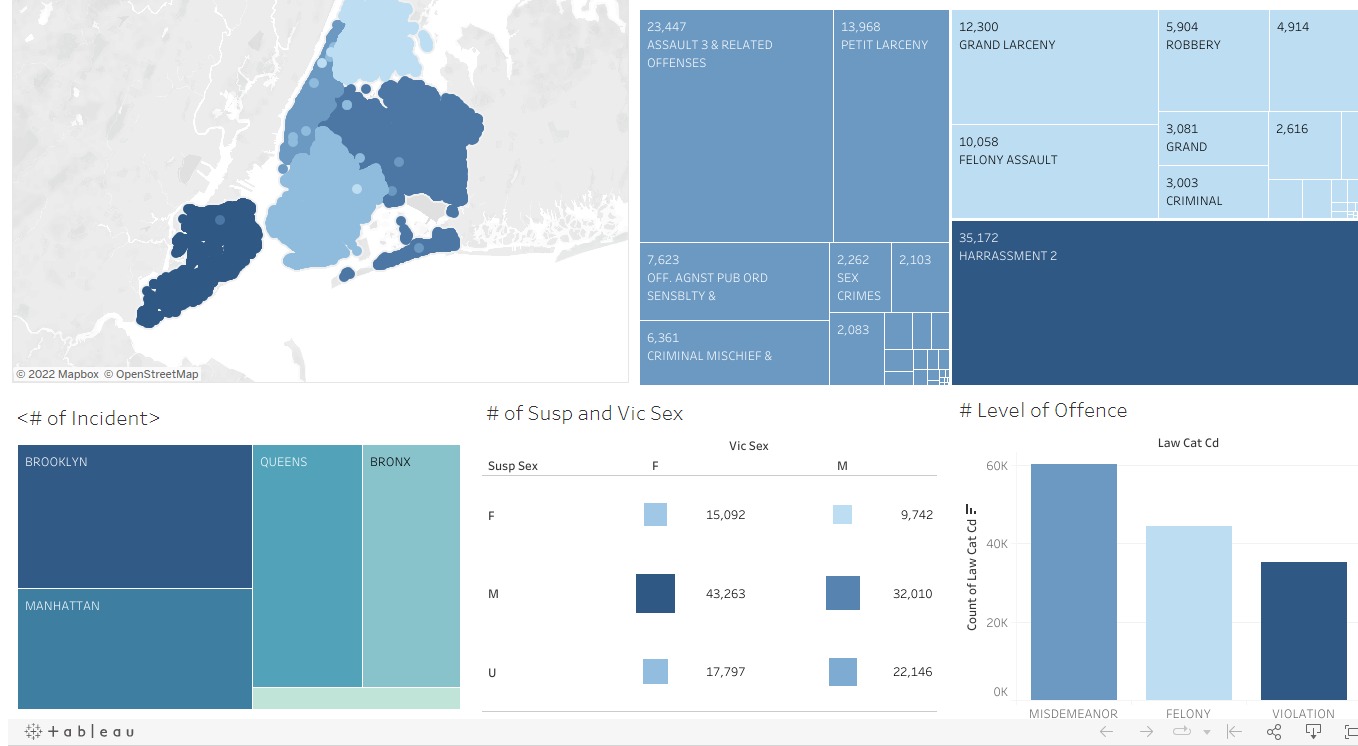 23,447
ASSAULT 3 & RELATED
OFFENSES
13,968
PETIT LARCENY
12,300
GRAND LARCENY
5,904
ROBBERY
4,914
10,058
FELONY ASSAULT
3,081
GRAND
2,616
3,003
CRIMINAL
7,623
OFF. AGNST PUB ORD
SENSBLTY &
2,262
SEX
CRIMES
2,103
6,361
CRIMINAL MISCHIEF &
2,083
35,172
HARRASSMENT 2
© 2022 Mapbox © OpenStreetMap
<# of Incident>
BROOKLYN
QUEENS
BRONX
MANHATTAN
# of Susp and Vic Sex
Vic Sex
Susp Sex F M
F 15,092 9,742
M 43,263 32,010
U 17,797 22,146
# Level of Offence
Law Cat Cd
Count of Law Cat Cd
60K
40K
20K
0K
MISDEMEANOR FELONY VIOLATION
+ableau